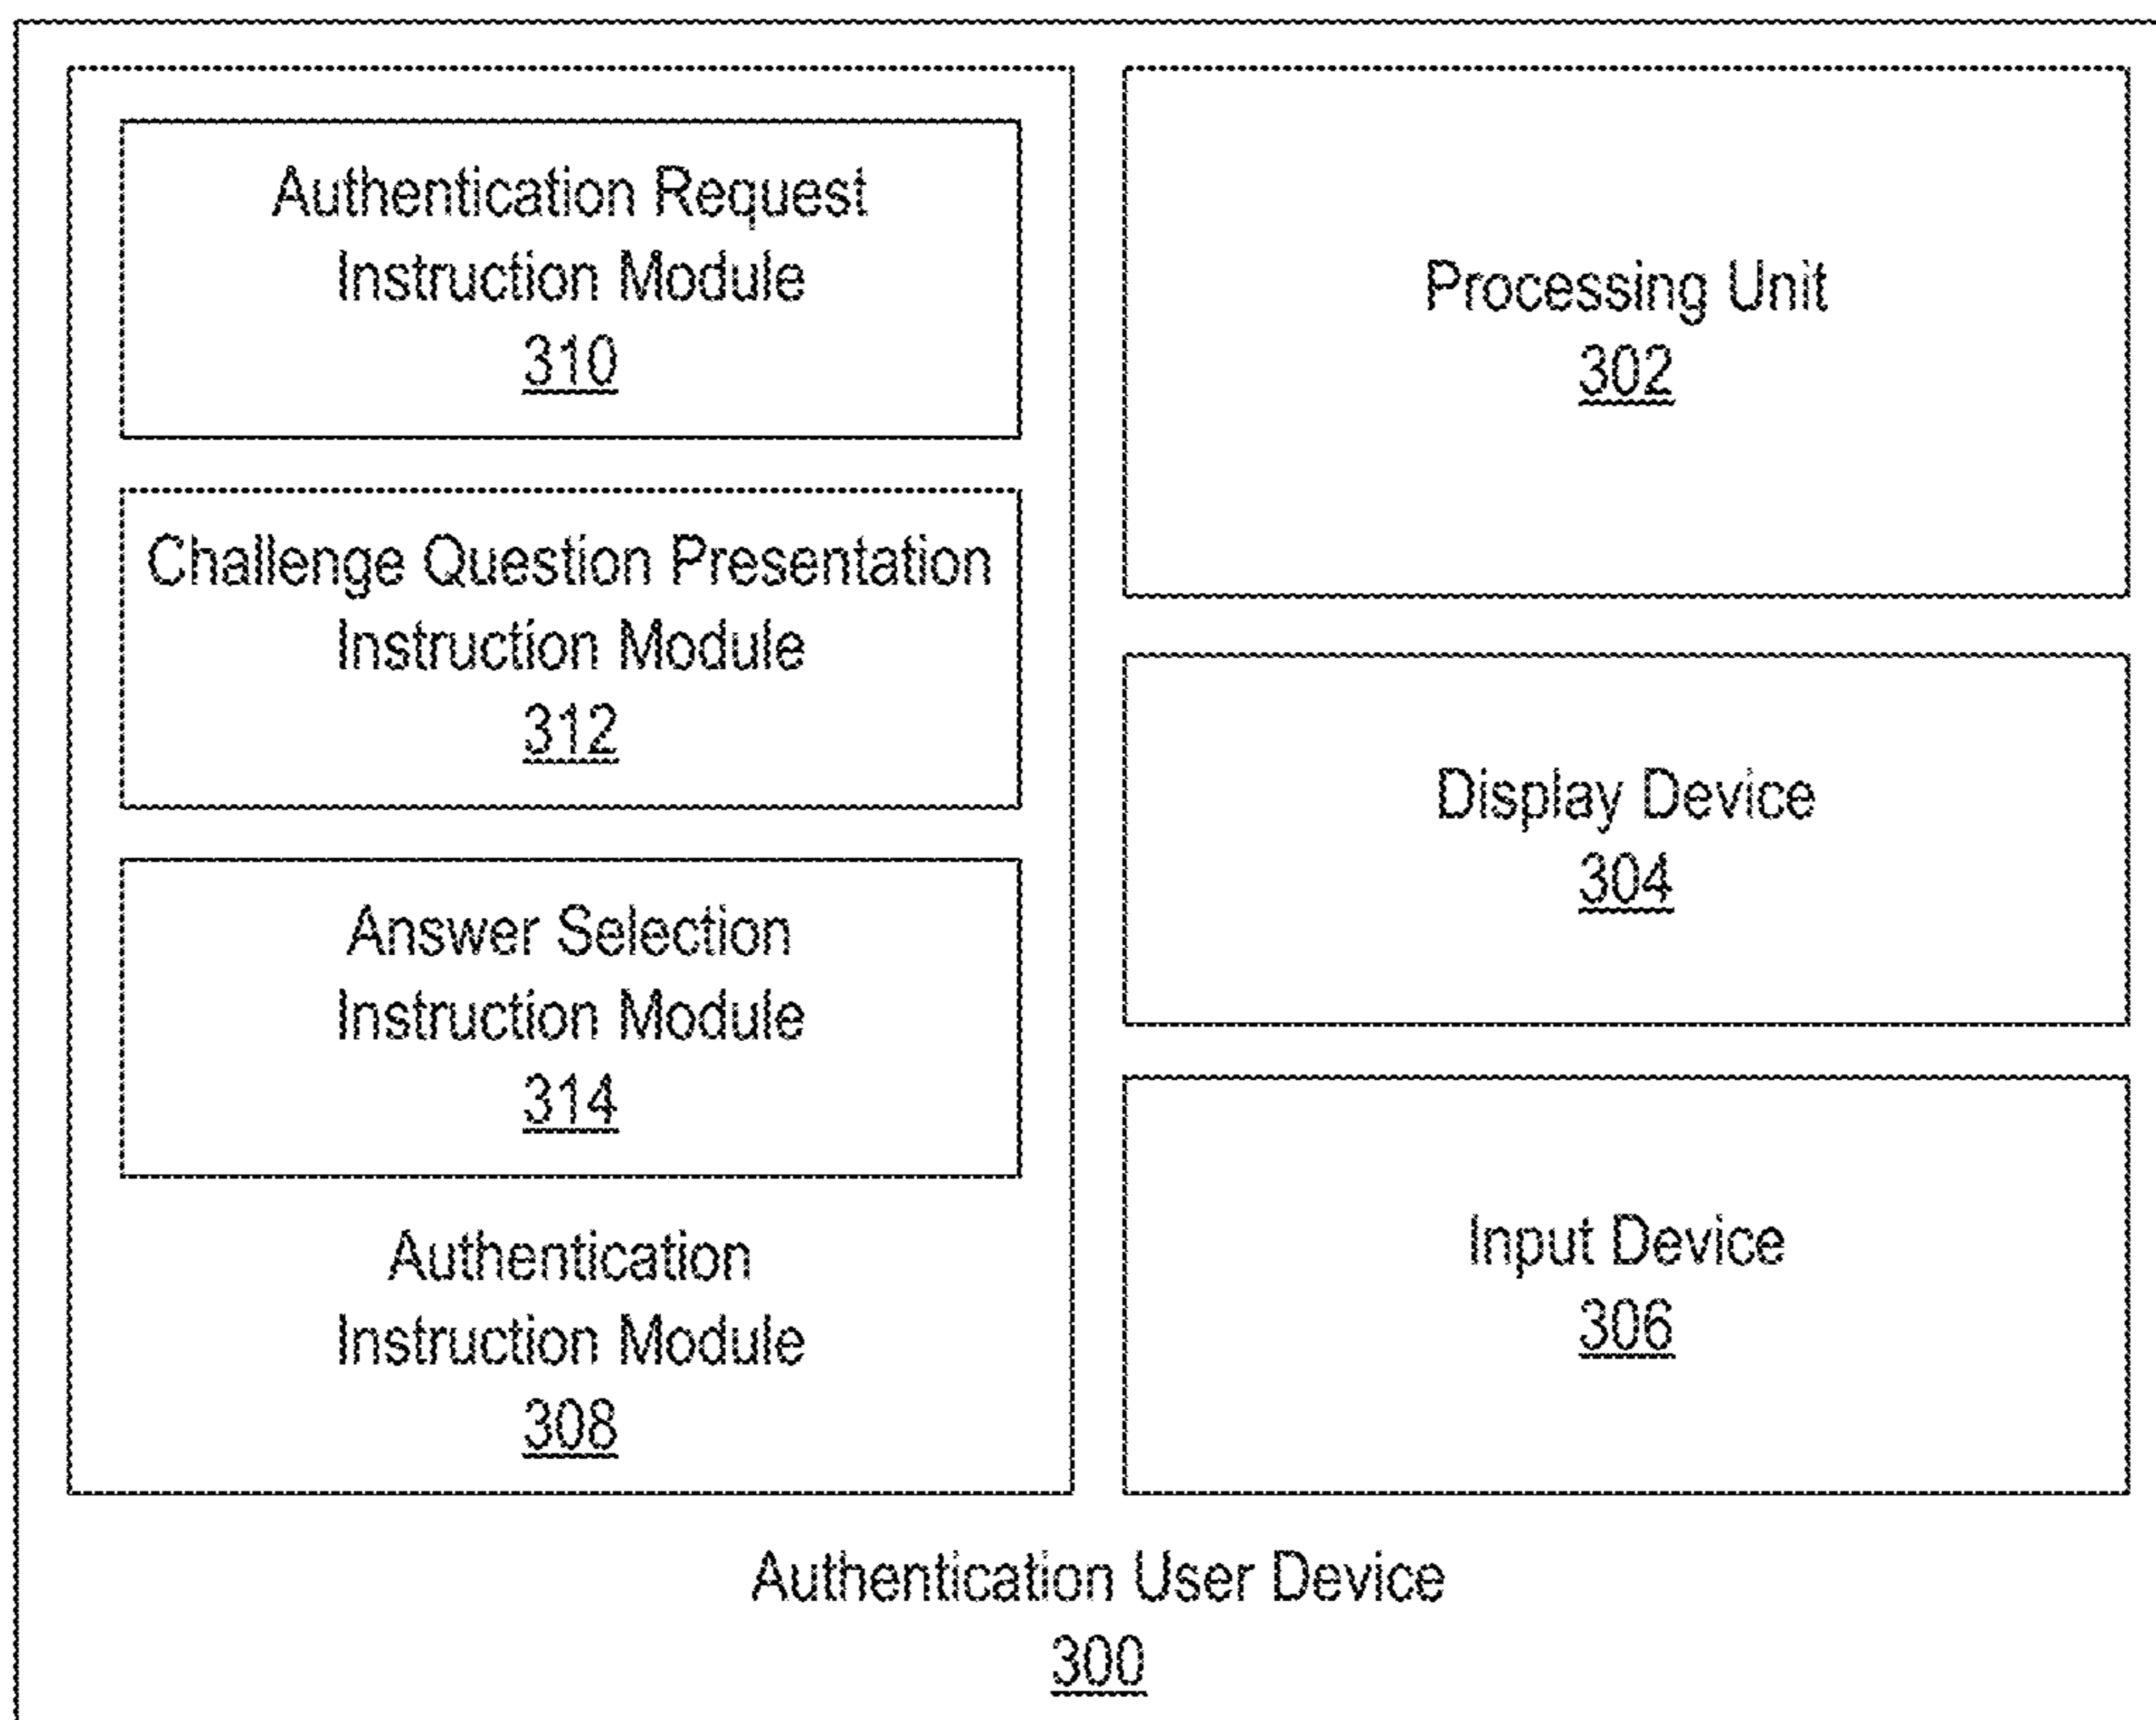 Authentication Request
Instruction Module
310
Challenge Question Presentation
Instruction Module
312
Answer Selection
Instruction Module
314
Authentication
Instruction Module
308
Processing Unit
302
Display Device
304
Input Device
306
Authentication User Device
300